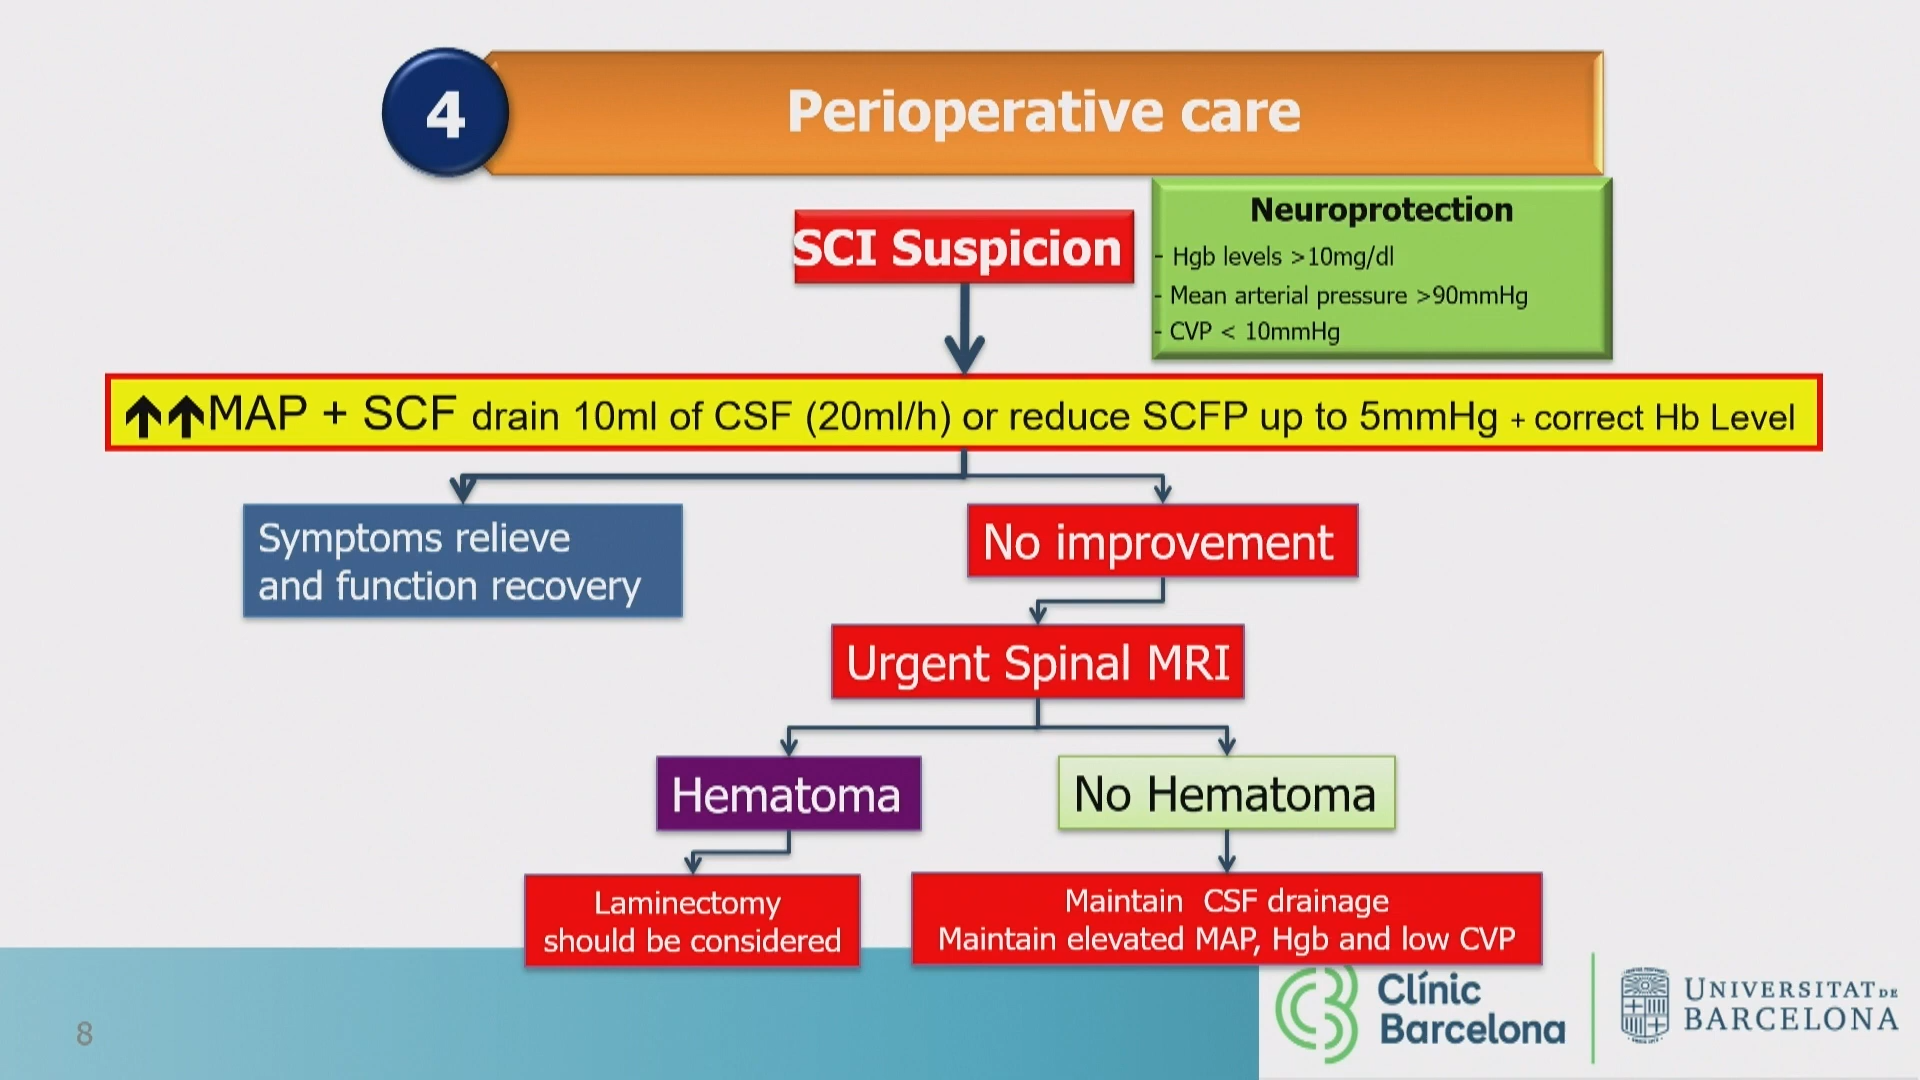 4
Perioperative care
SCI Suspicion
Neuroprotection
- Hgb levels >10mg/dl
- Mean arterial pressure >90mmHg
- CVP < 10mmHg
↑↑MAP + SCF drain 10ml of CSF (20ml/h) or reduce SCFP up to 5mmHg + correct Hb Level
Symptoms relieve
and function recovery
No improvement
Urgent Spinal MRI
Hematoma
No Hematoma
Laminectomy
should be considered
Maintain  CSF drainage
Maintain elevated MAP, Hgb and low CVP
8
Clínic
Barcelona
UNIVERSITAT DE
BARCELONA